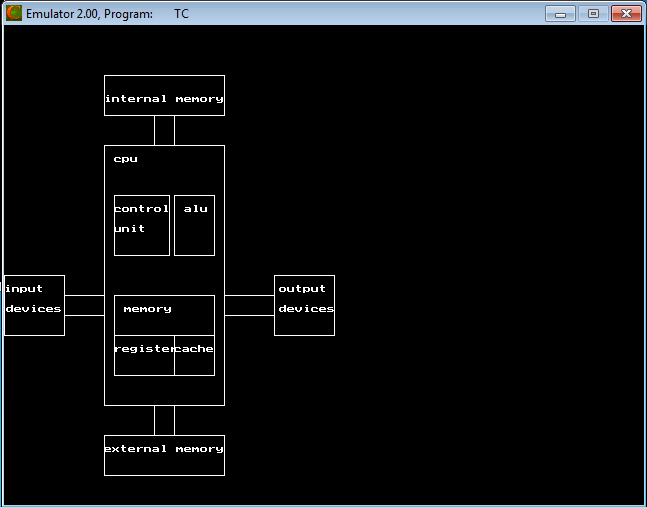 Emulator 2.00, Program: TC
internal memory
cpu
control alu
unit
input output
devices memory devices
register cache
external memory